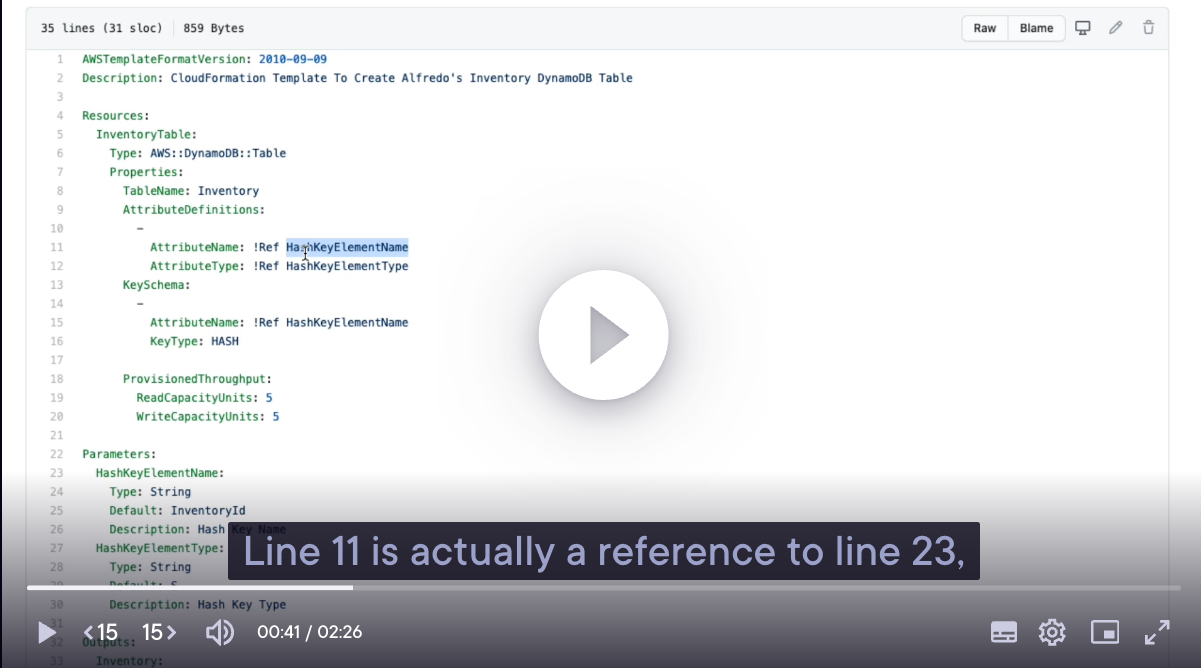 35 lines (31 sloc) 859 Bytes Raw Blame
1 AWSTemplateFormatVersion: 2010-09-09
2 Description: CloudFormation Template To Create Alfredo's Inventory DynamoDB Table
3
4 Resources:
5 InventoryTable:
6 Type: AWS::DynamoDB::Table
7 Properties:
8 TableName: Inventory
9 AttributeDefinitions:
10 -
11 AttributeName: !Ref HashKeyElementName
12 AttributeType: !Ref HashKeyElementType
13 KeySchema:
14 -
15 AttributeName: !Ref HashKeyElementName
16 KeyType: HASH
17
18 ProvisionedThroughput:
19 ReadCapacityUnits: 5
20 WriteCapacityUnits: 5
21
22 Parameters:
23 HashKeyElementName:
24 Type: String
25 Default: InventoryId
26 Description: Hash Key Name
27 HashKeyElementType:
Line 11 is actually a reference to line 23,
28 Type: String
29 Default: S
30 Description: Hash Key Type
31
<15 15> 00:41 / 02:26
32 Outputs:
33 Inventory: